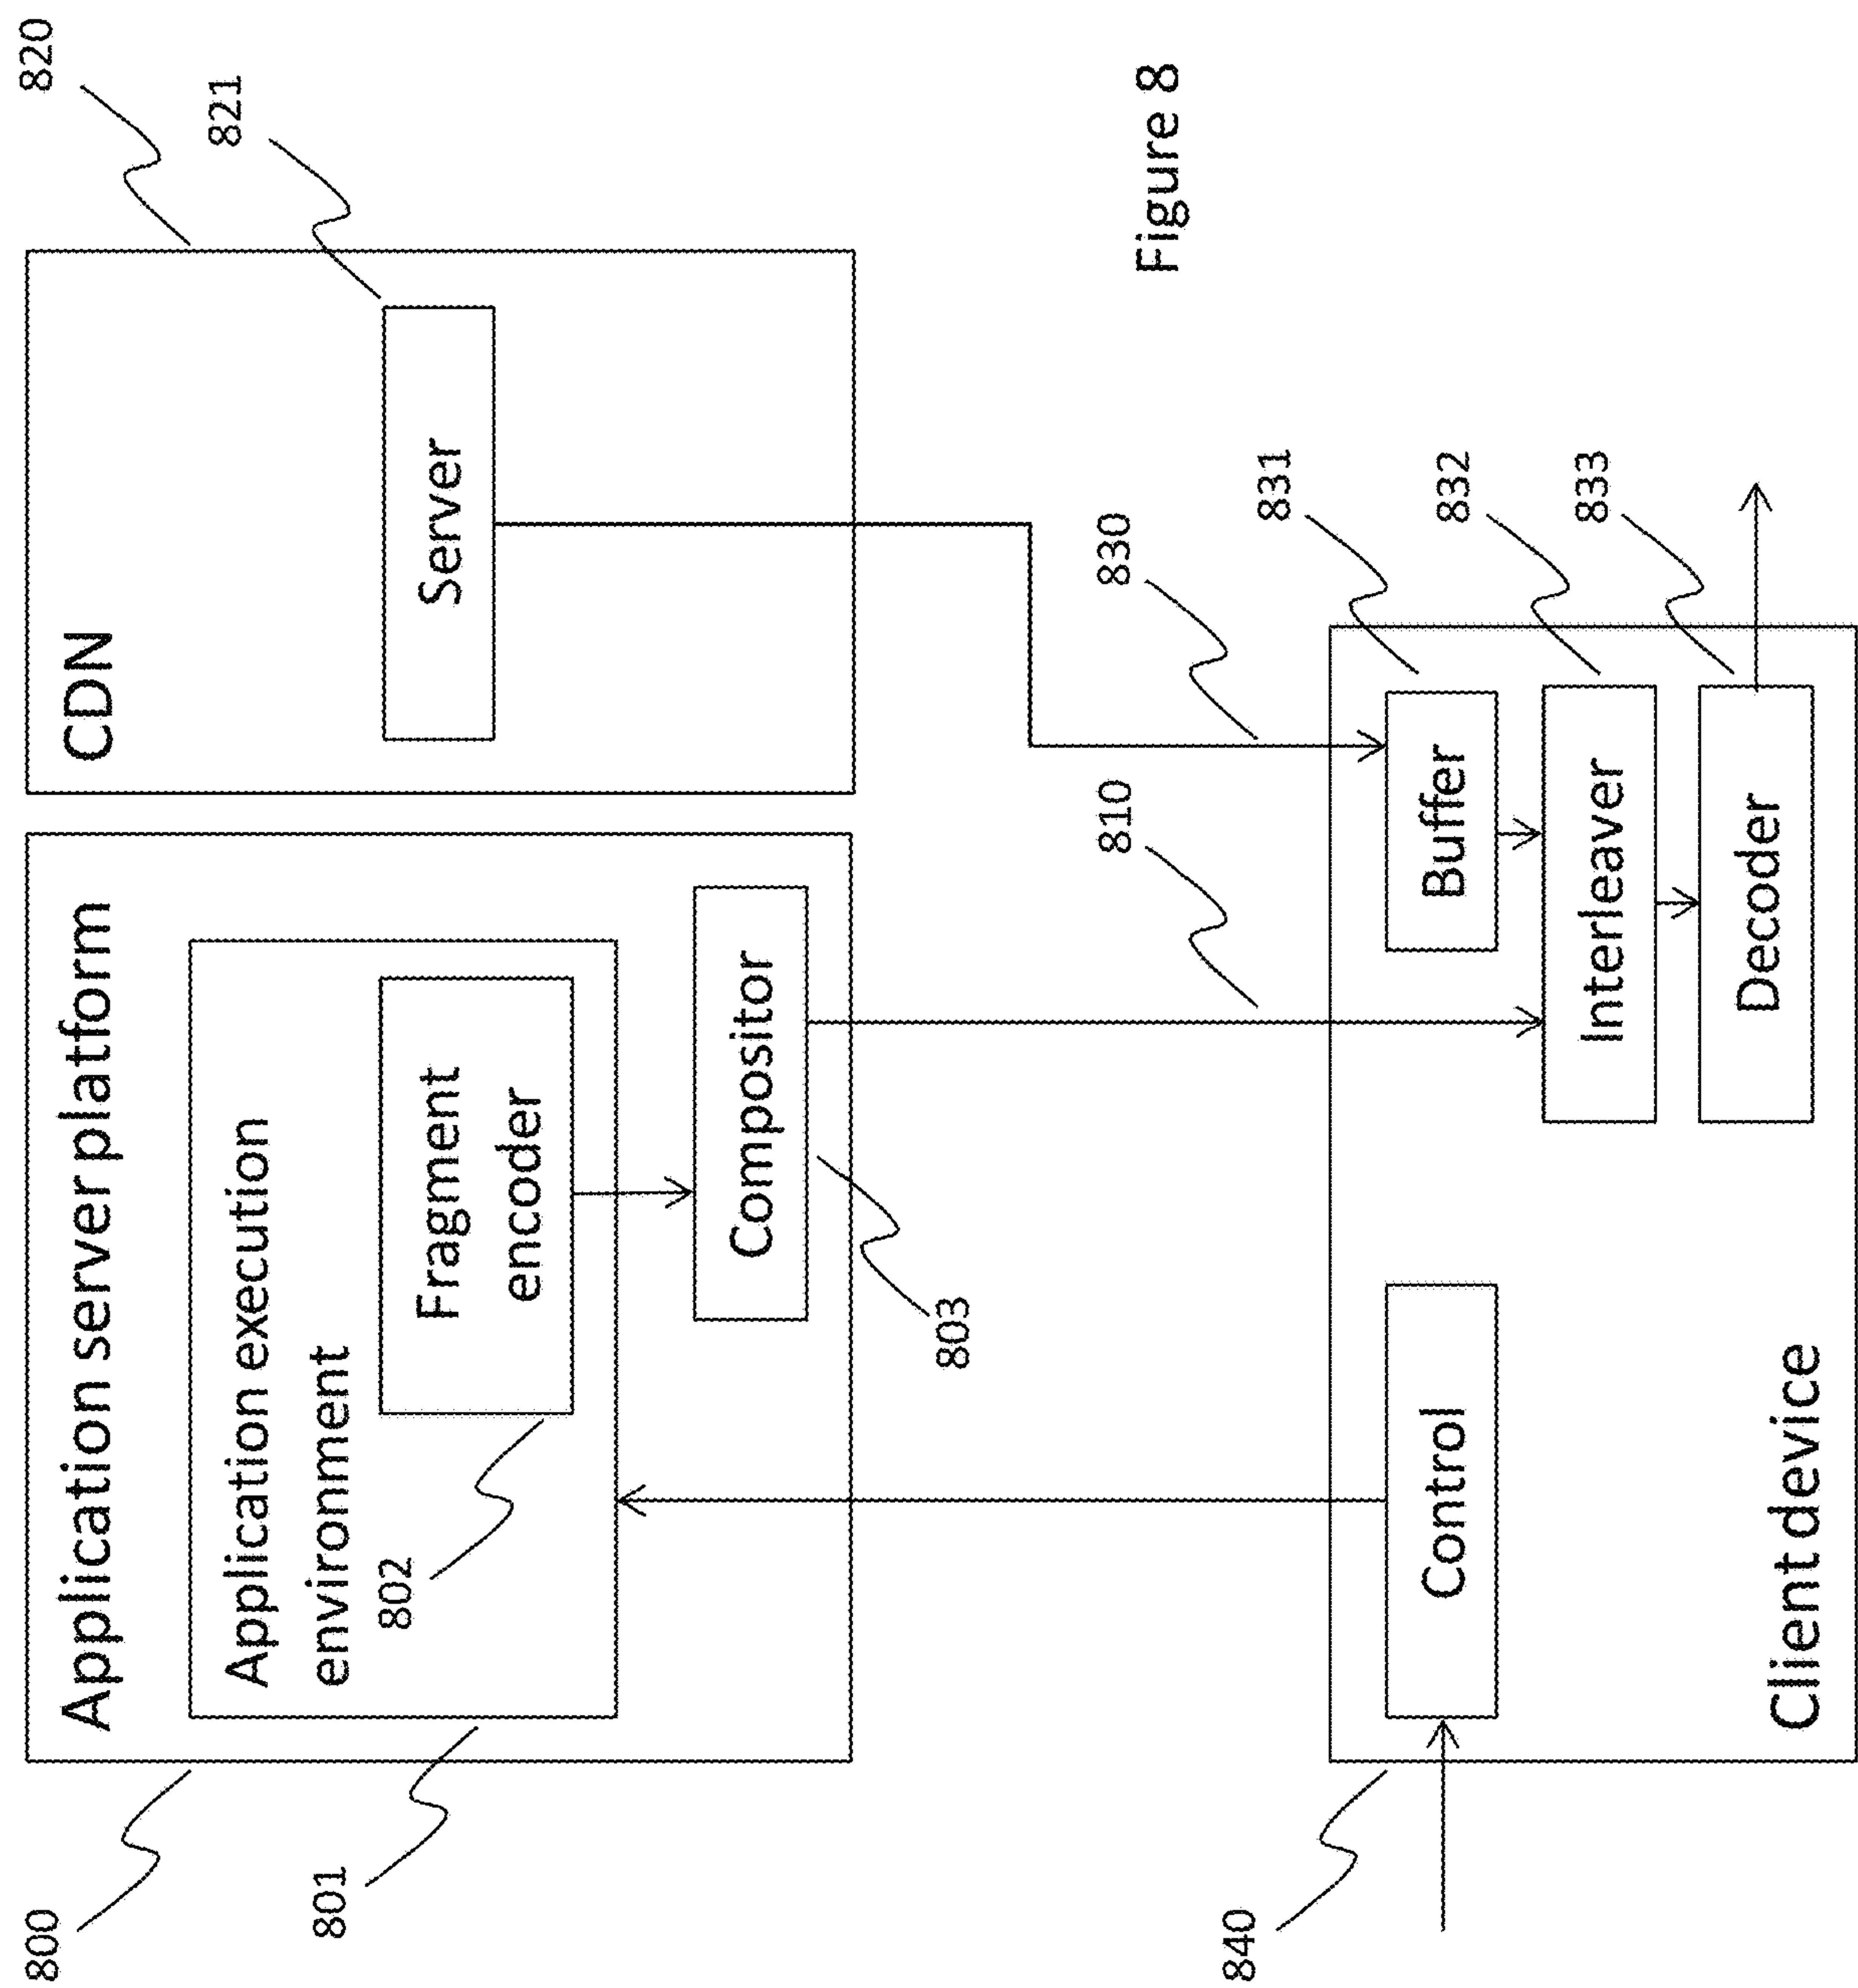 800
820
Application server platform
CDN
801
821
Application execution
environment
802
Fragment
encoder
Server
Compositor
803
810
830
Figure 8
840
831
Control
Buffer
832
Interleaver
833
Decoder
Client device